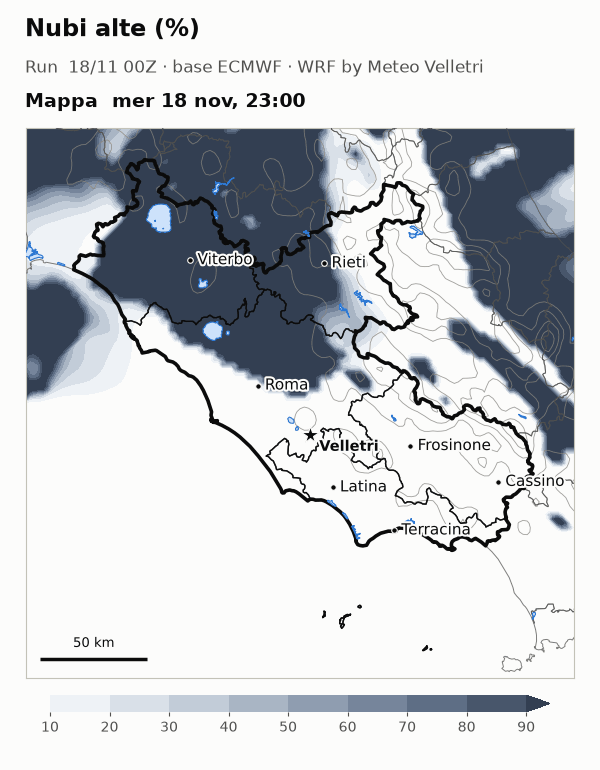 Nubi alte (%)
Run 18/11 00Z · base ECMWF · WRF by Meteo Velletri
Mappa mer 18 nov, 23:00
Viterbo
Rieti
Roma
Velletri
Frosinone
Latina
Cassino
Terracina
50 km
10 20 30 40 50 60 70 80 90